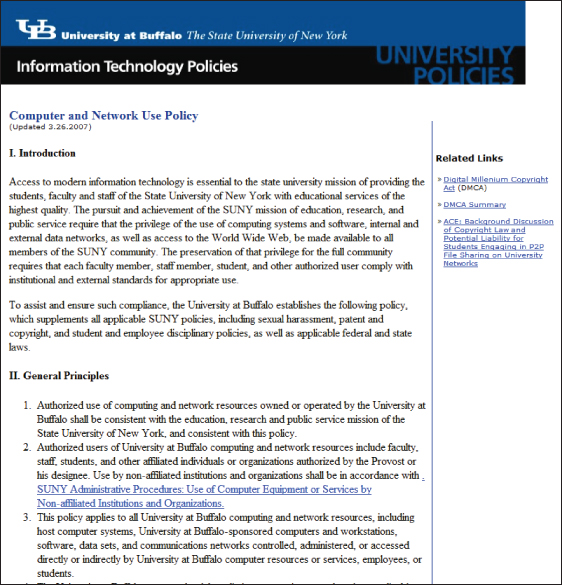 UB University at Buffalo The State University of New York
Information Technology Policies
UNIVERSITY
POLICIES
Computer and Network Use Policy
(Updated 3.26.2007)
I. Introduction
Access to modern information technology is essential to the state university mission of providing the
students, faculty and staff of the State University of New York with educational services of the
highest quality. The pursuit and achievement of the SUNY mission of education, research, and
public service require that the privilege of the use of computing systems and software, internal and
external data networks, as well as access to the World Wide Web, be made available to all
members of the SUNY community. The preservation of that privilege for the full community
requires that each faculty member, staff member, student, and other authorized user comply with
institutional and external standards for appropriate use.
To assist and ensure such compliance, the University at Buffalo establishes the following policy,
which supplements all applicable SUNY policies, including sexual harassment, patent and
copyright, and student and employee disciplinary policies, as well as applicable federal and state
laws.
II. General Principles
1. Authorized use of computing and network resources owned or operated by the University at
Buffalo shall be consistent with the education, research and public service mission of the
State University of New York, and consistent with this policy.
2. Authorized users of University at Buffalo computing and network resources include faculty,
staff, students, and other affiliated individuals or organizations authorized by the Provost or
his designee. Use by non-affiliated institutions and organizations shall be in accordance with .
SUNY Administrative Procedures: Use of Computer Equipment or Services by
Non-affiliated Institutions and Organizations.
3. This policy applies to all University at Buffalo computing and network resources, including
host computer systems, University at Buffalo-sponsored computers and workstations,
software, data sets, and communications networks controlled, administered, or accessed
directly or indirectly by University at Buffalo computer resources or services, employees, or
students.
Related Links
» Digital Millenium Copyright
Act (DMCA)
» DMCA Summary
» ACE: Background Discussion
of Copyright Law and
Potential Liability for
Students Engaging in P2P
File Sharing on University
Networks